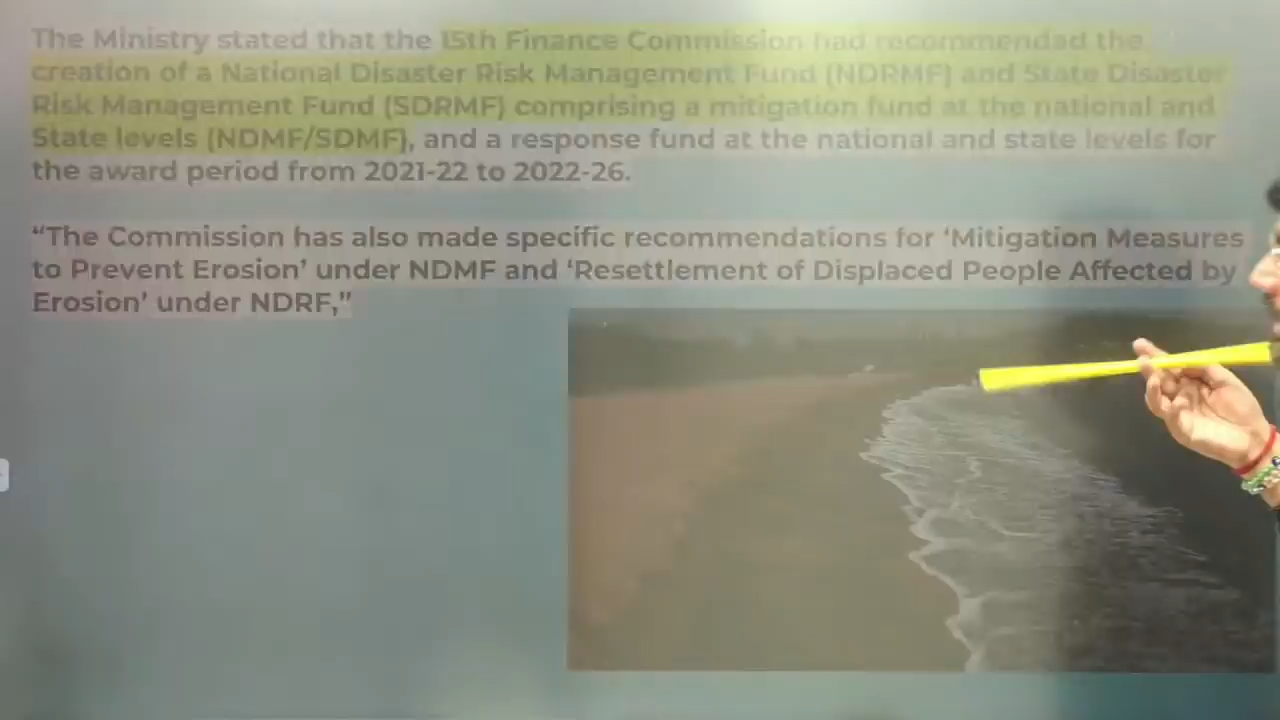 The Ministry stated that the 15th Finance Commission had recommended the
creation of a National Disaster Risk Management Fund (NDRMF) and State Disaster
Risk Management Fund (SDRMF) comprising a mitigation fund at the national and
State levels (NDMF/SDMF), and a response fund at the national and state levels for
the award period from 2021-22 to 2022-26.
“The Commission has also made specific recommendations for ‘Mitigation Measures
to Prevent Erosion’ under NDMF and ‘Resettlement of Displaced People Affected by
Erosion’ under NDRF,”